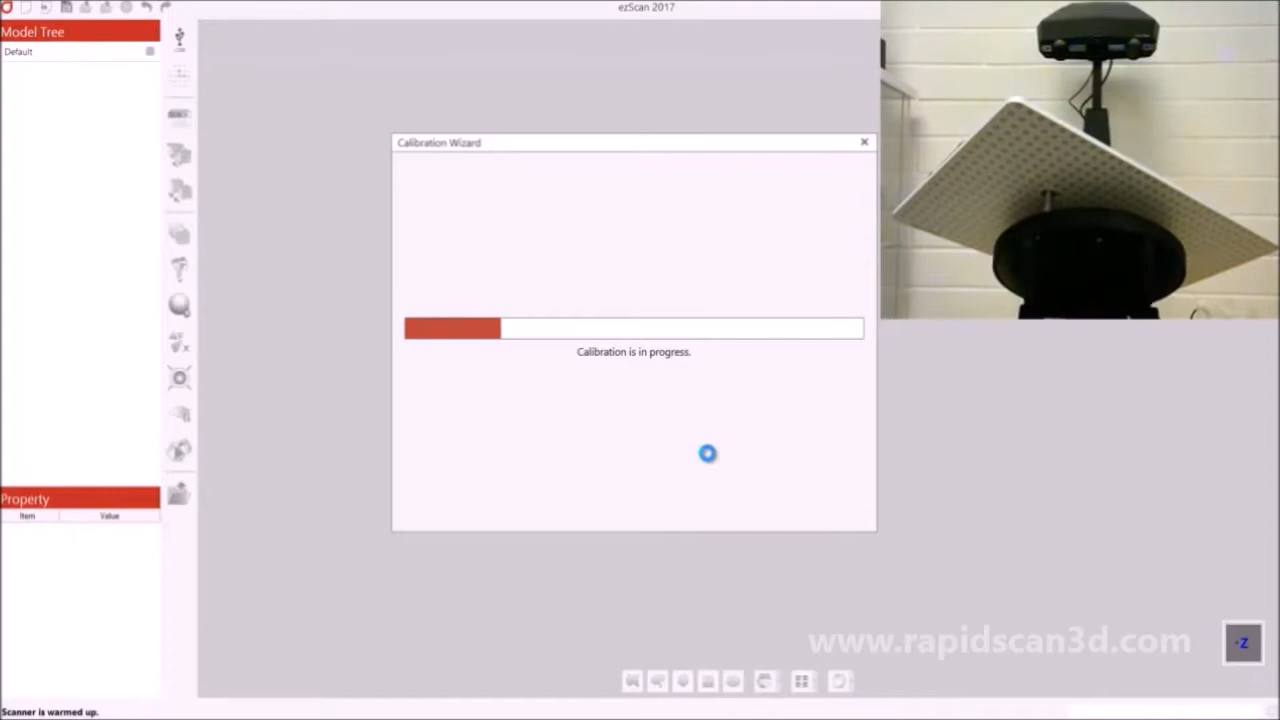 ezScan 2017
Model Tree
Default
Calibration Wizard
Calibration is in progress.
Property
Item Value
www.rapidscan3d.com
-Z
Scanner is warmed up.